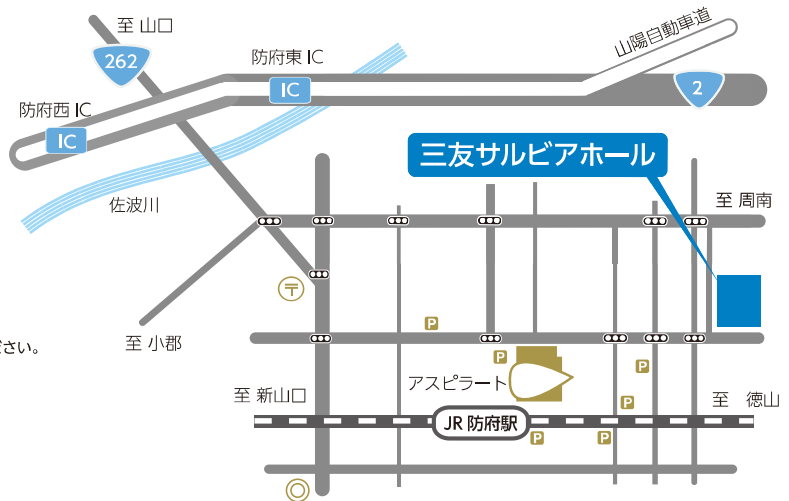 至 山口
262
防府東 IC
山陽自動車道
IC
2
防府西 IC
IC
三友サルビアホール
佐波川
至 周南
〒
至 小郡
ださい。
P
P
アスピラート
P
至 新山口
P
至 徳山
JR 防府駅
P
P